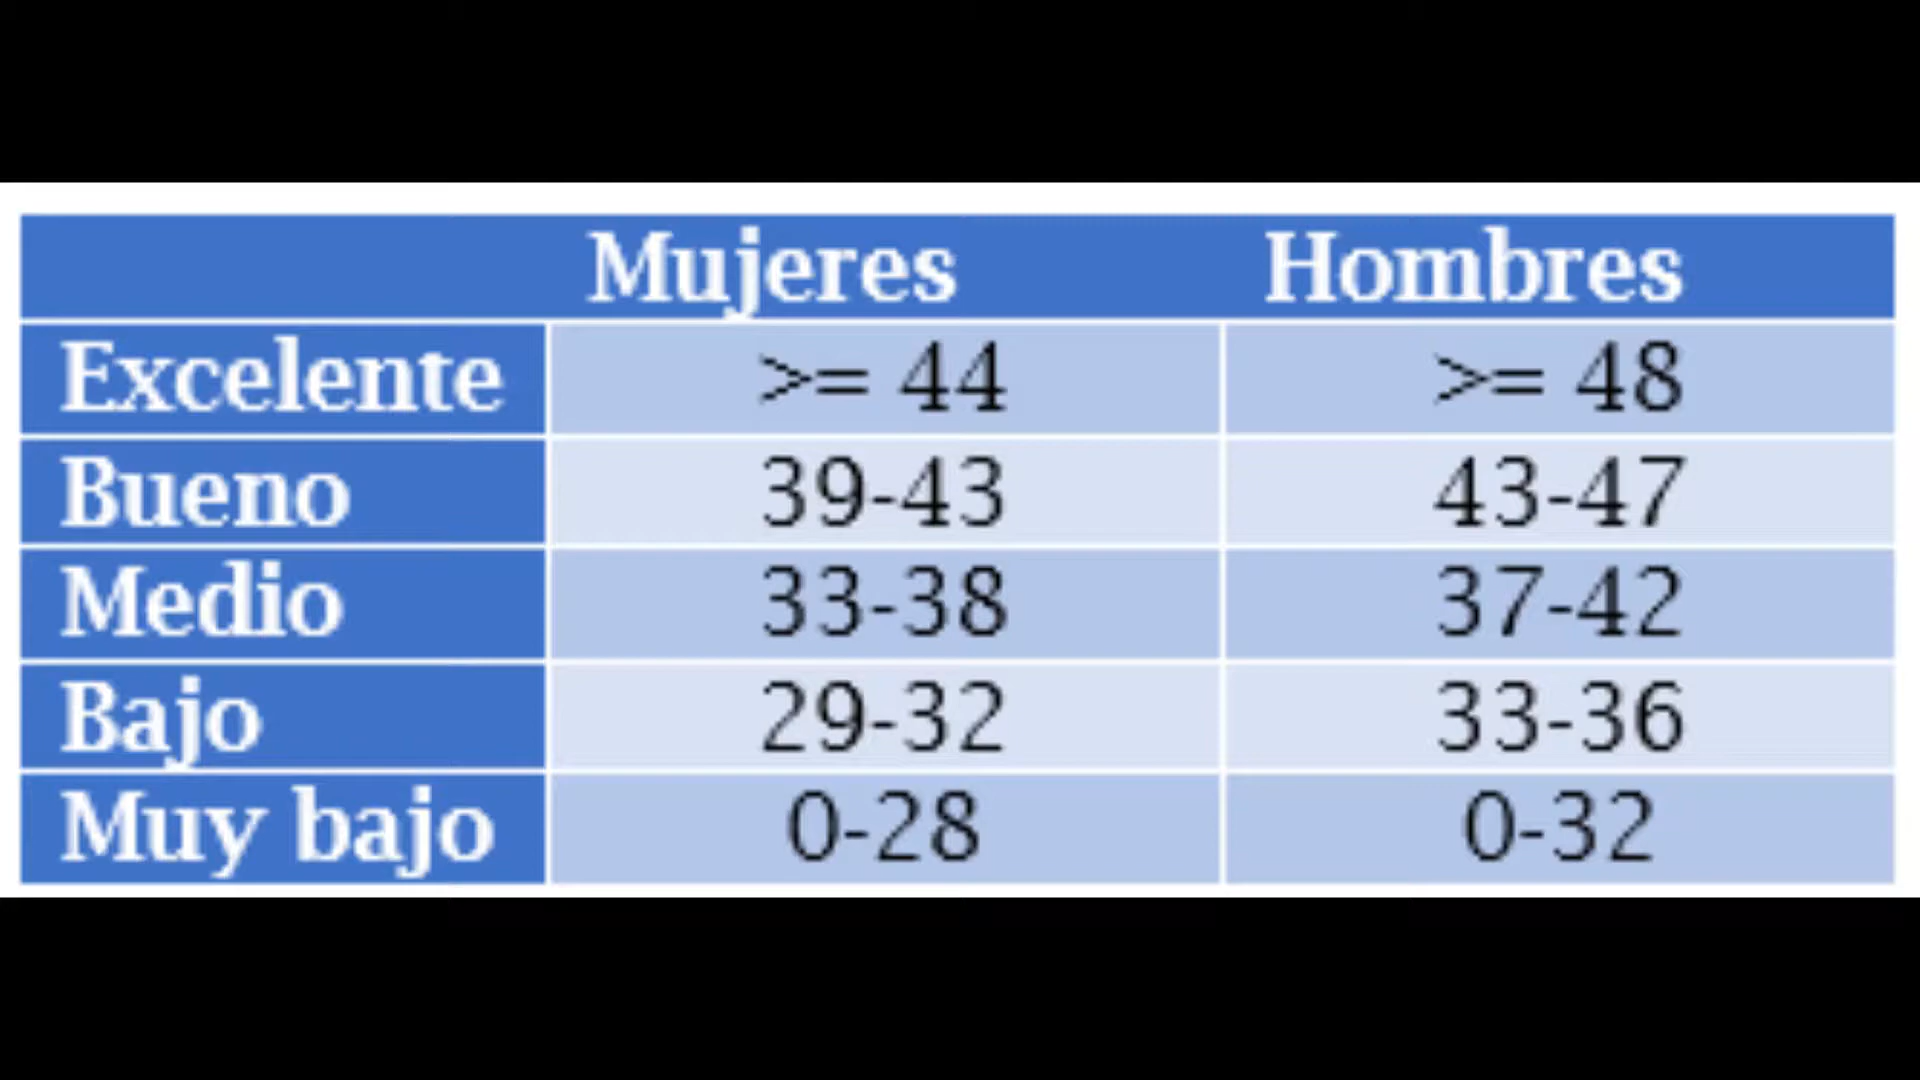 Mujeres Hombres
Excelente >= 44 >= 48
Bueno 39-43 43-47
Medio 33-38 37-42
Bajo 29-32 33-36
Muy bajo 0-28 0-32